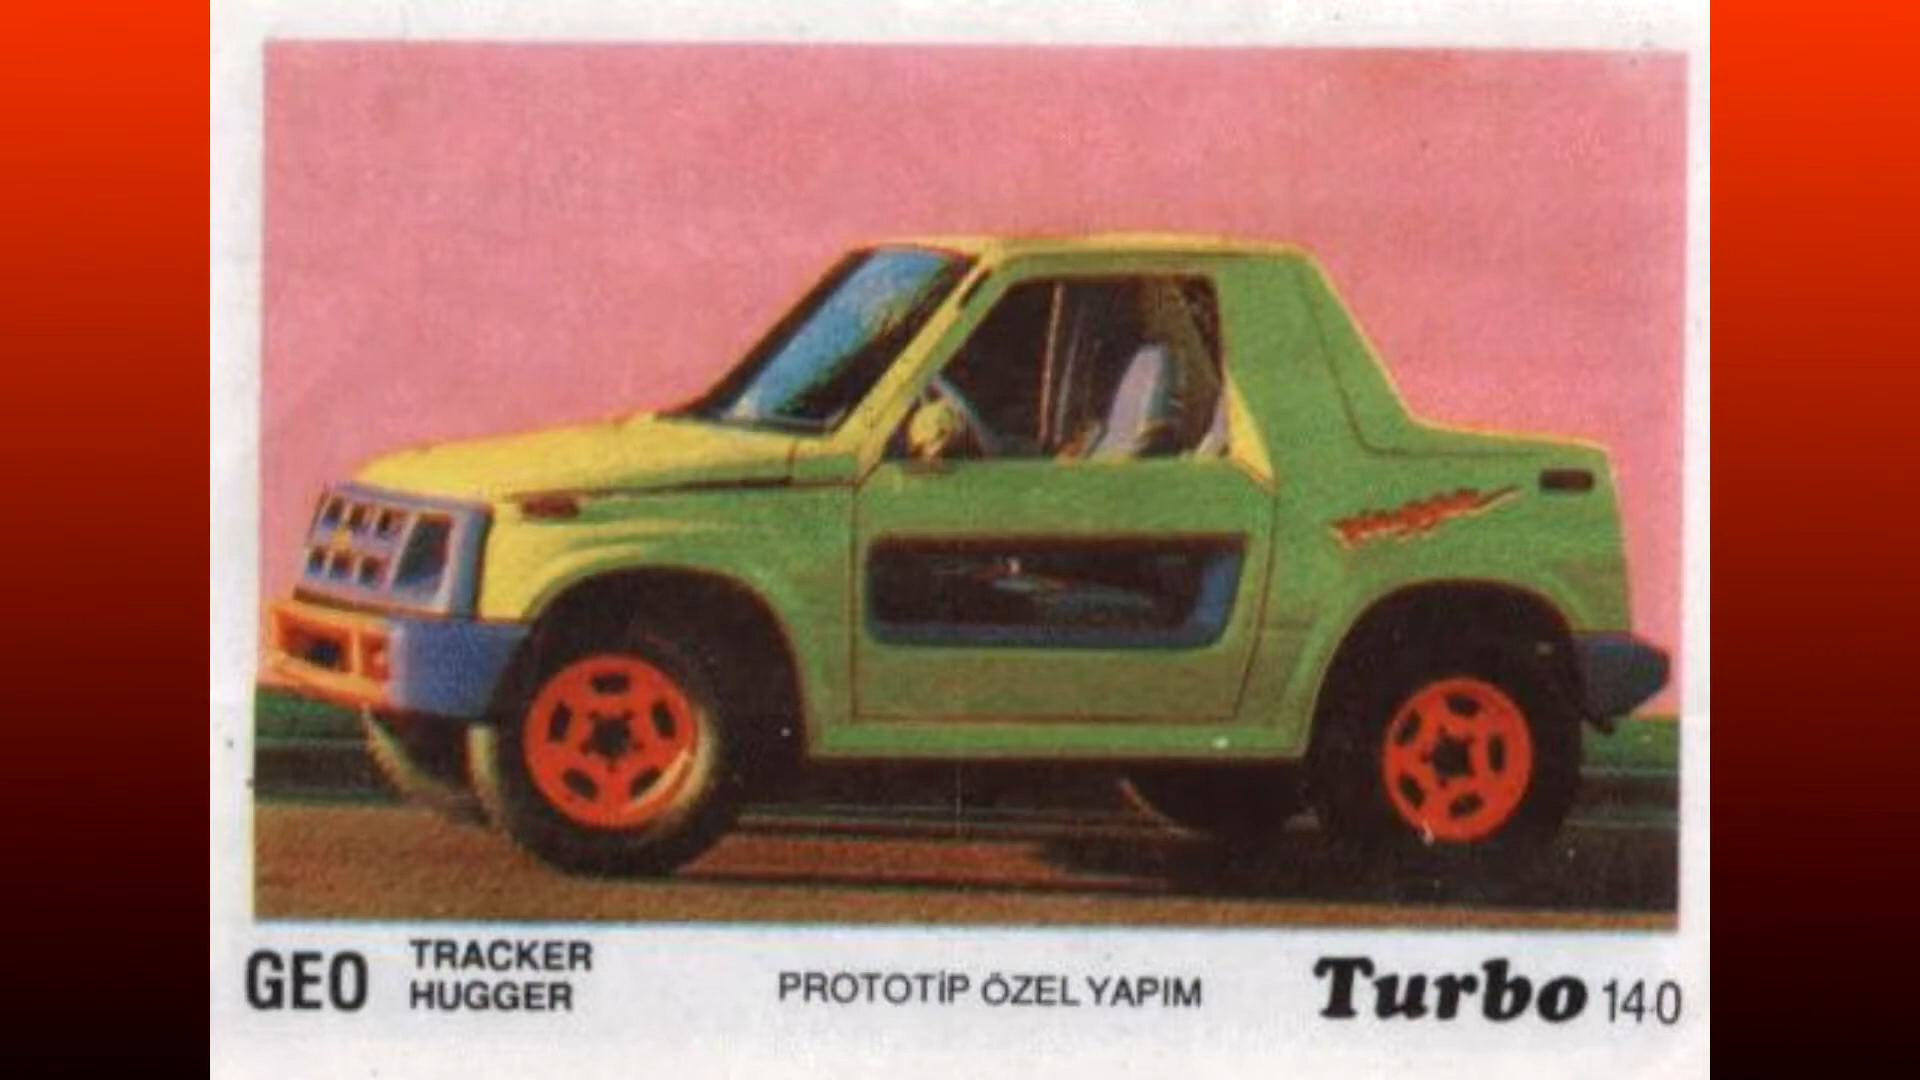 GEO
TRACKER
HUGGER
PROTOTİP ÖZEL YAPIM
Turbo 140